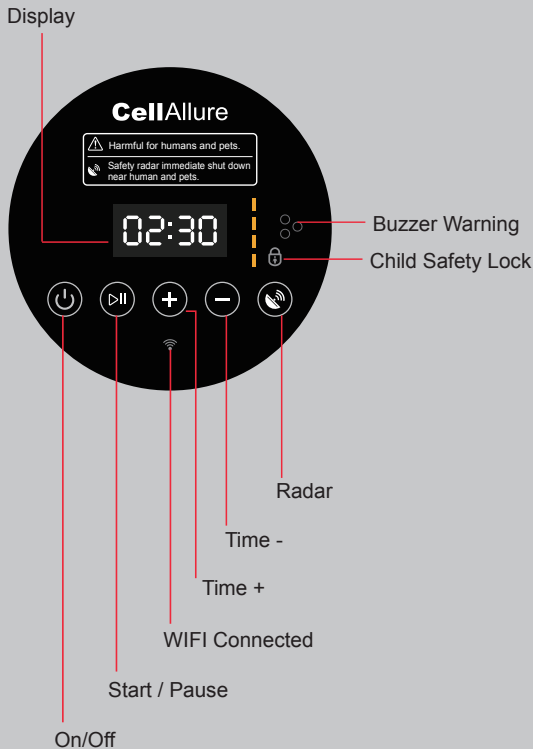 Display
CellAllure
Harmful for humans and pets.
Safety radar immediate shut down
near human and pets.
02:30
Buzzer Warning
Child Safety Lock
Radar
Time -
Time +
WIFI Connected
Start / Pause
On/Off